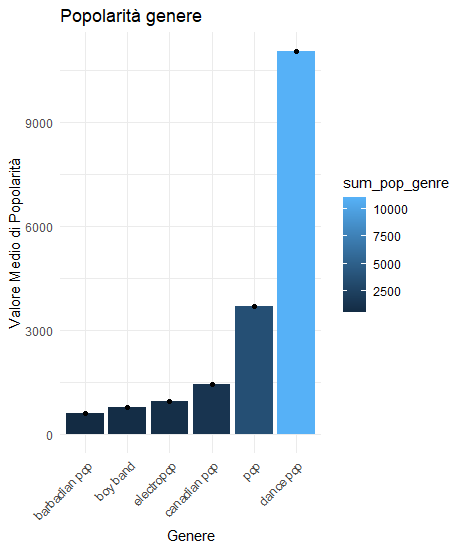 Popolarità genere
Valore Medio di Popolarità
9000
6000
3000
0
barbadian pop
boy band
electropop
canadian pop
pop
dance pop
Genere
sum_pop_genre
10000
7500
5000
2500